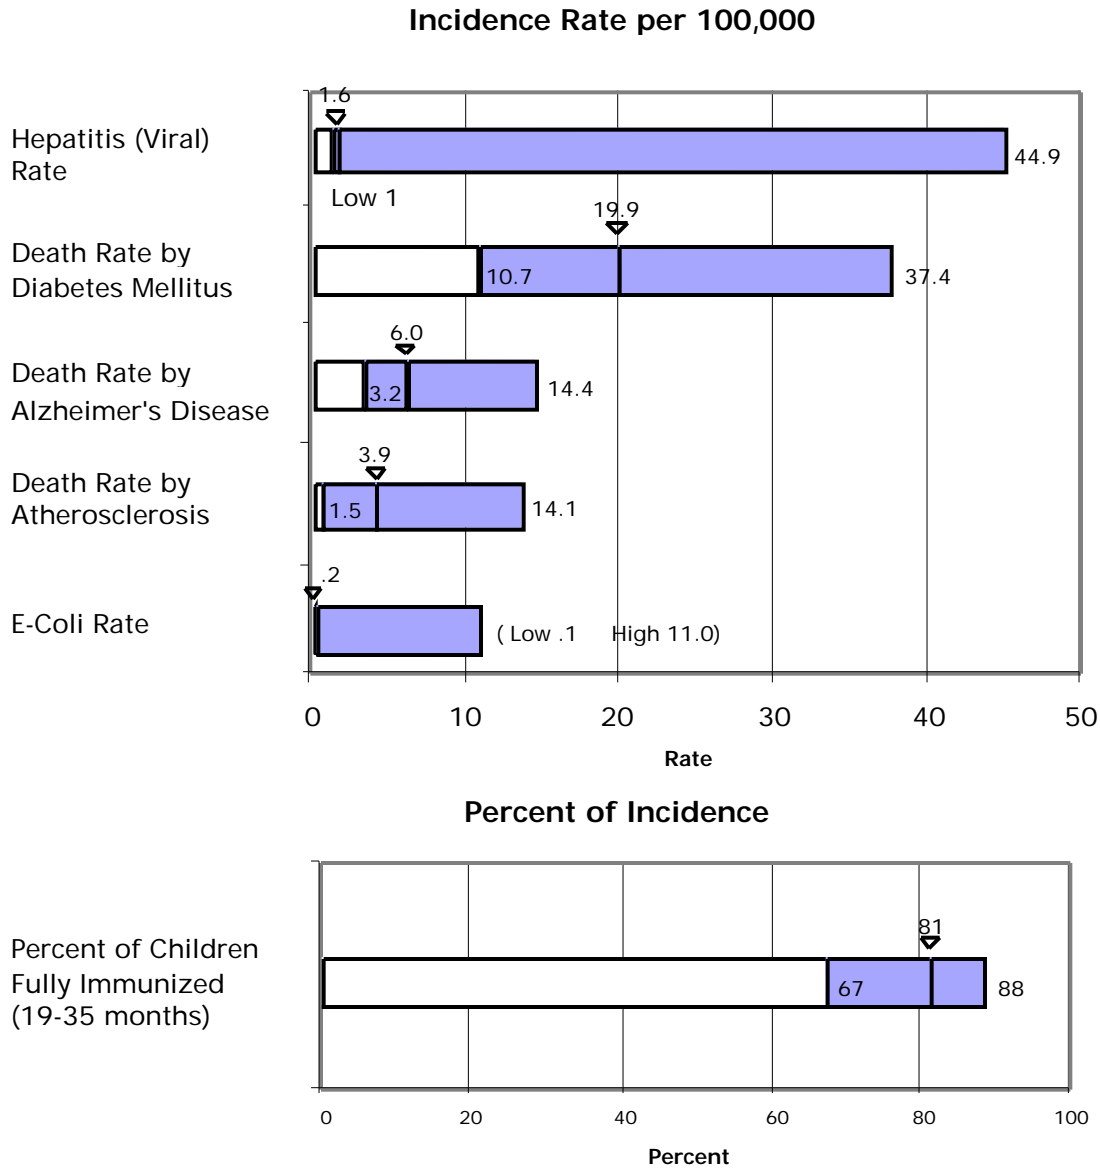 Incidence Rate per 100,000
1.6
Hepatitis (Viral)
Rate
44.9
Low 1
19.9
Death Rate by
Diabetes Mellitus
10.7
37.4
6.0
Death Rate by
Alzheimer's Disease
3.2
14.4
3.9
Death Rate by
Atherosclerosis
1.5
14.1
.2
E-Coli Rate
( Low .1 High 11.0)
0 10 20 30 40 50
Rate
Percent of Incidence
81
Percent of Children
Fully Immunized
(19-35 months)
67
88
0 20 40 60 80 100
Percent